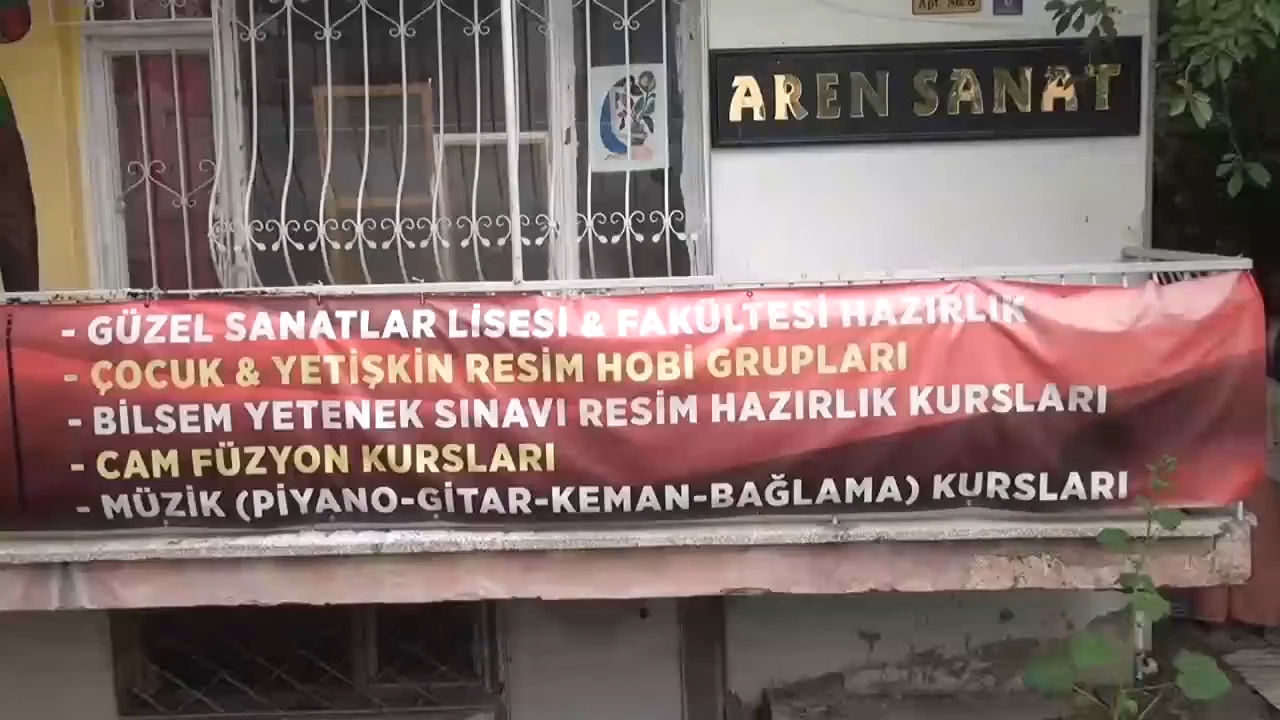 AREN SANAT
- GÜZEL SANATLAR LİSESİ & FAKÜLTESİ HAZIRLIK
- ÇOCUK & YETİŞKİN RESİM HOBİ GRUPLARI
- BİLSEM YETENEK SINAVI RESİM HAZIRLIK KURSLARI
- CAM FÜZYON KURSLARI
- MÜZİK (PİYANO-GİTAR-KEMAN-BAĞLAMA) KURSLARI